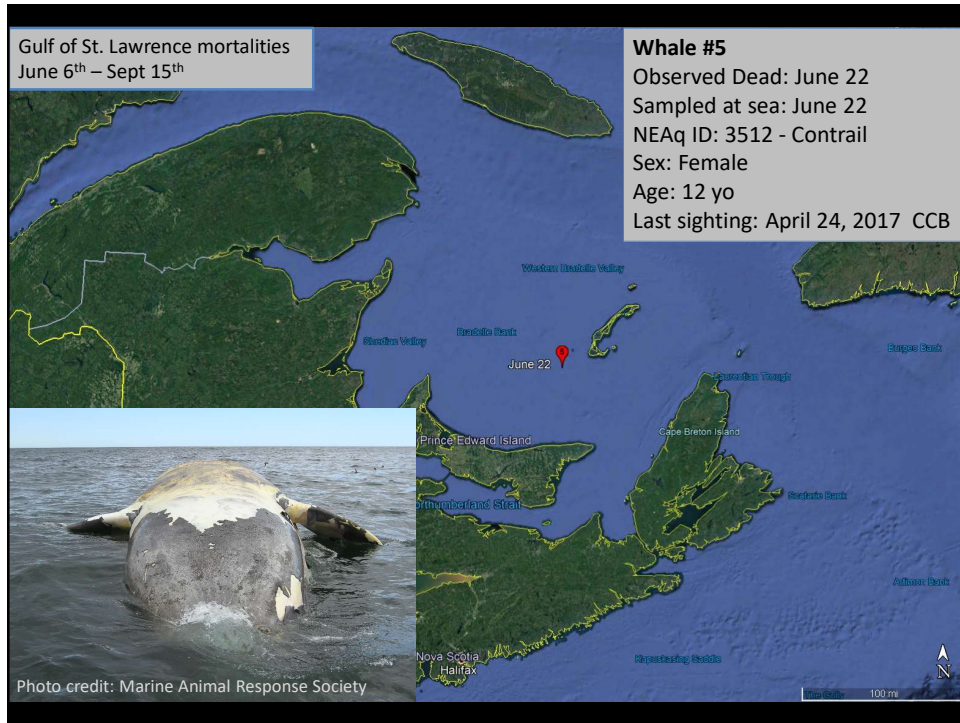 Gulf of St. Lawrence mortalities
June 6th – Sept 15th
Whale #5
Observed Dead: June 22
Sampled at sea: June 22
NEAq ID: 3512 - Contrail
Sex: Female
Age: 12 yo
Last sighting: April 24, 2017 CCB
Western Bradelle Valley
Bradelle Bank
Shediac Valley
Burgeo Bank
5
June 22
Laurentian Trough
Cape Breton Island
Prince Edward Island
Scatarie Bank
orthumberland Strait
Nova Scotia
Halifax
N
100 mi
Photo credit: Marine Animal Response Society